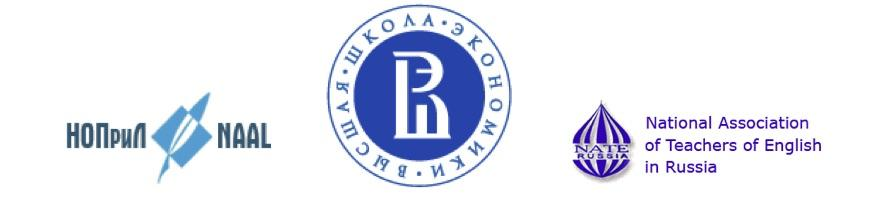 НОПриЛ NAAL
ВЫСШАЯ · ШКОЛА · ЭКОНОМИКИ ·
NATE
RUSSIA
National Association
of Teachers of English
in Russia